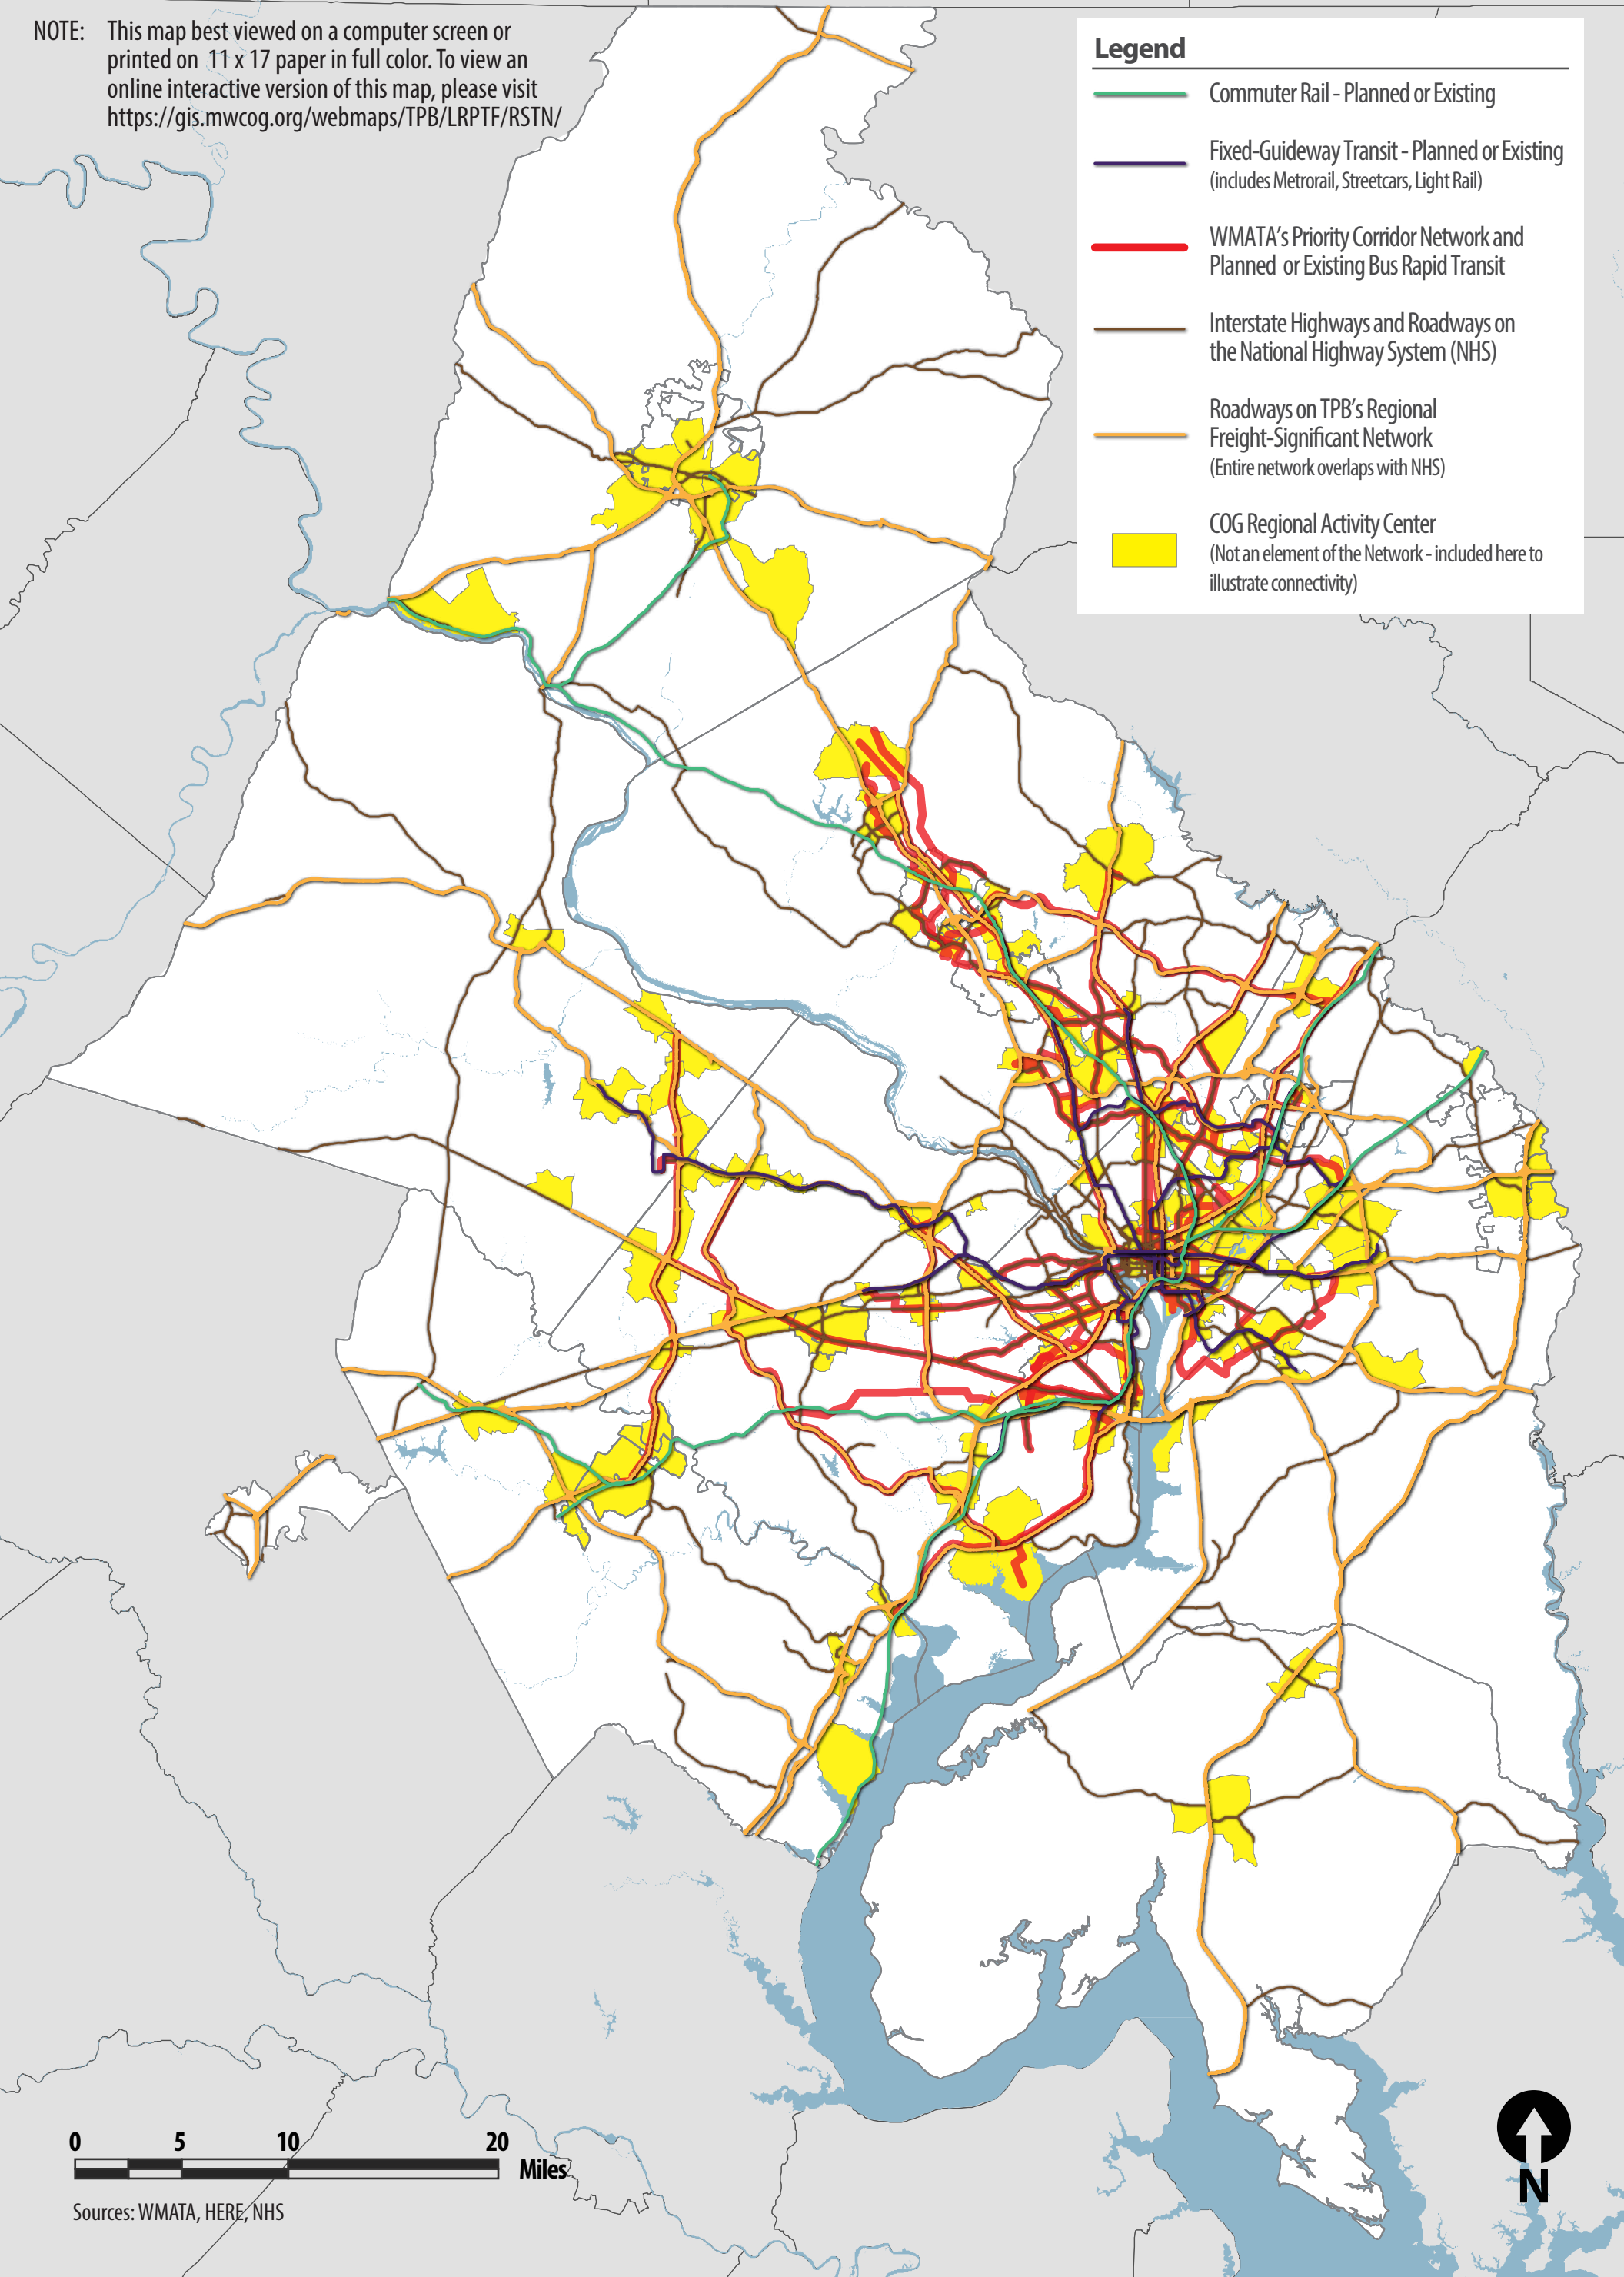 NOTE: This map best viewed on a computer screen or
printed on 11 x 17 paper in full color. To view an
online interactive version of this map, please visit
https://gis.mwcog.org/webmaps/TPB/LRPTF/RSTN/
Legend
Commuter Rail - Planned or Existing
Fixed-Guideway Transit - Planned or Existing
(includes Metrorail, Streetcars, Light Rail)
WMATA's Priority Corridor Network and
Planned or Existing Bus Rapid Transit
Interstate Highways and Roadways on
the National Highway System (NHS)
Roadways on TPB's Regional
Freight-Significant Network
(Entire network overlaps with NHS)
COG Regional Activity Center
(Not an element of the Network - included here to
illustrate connectivity)
0 5 10 20
Miles
Sources: WMATA, HERE, NHS
N